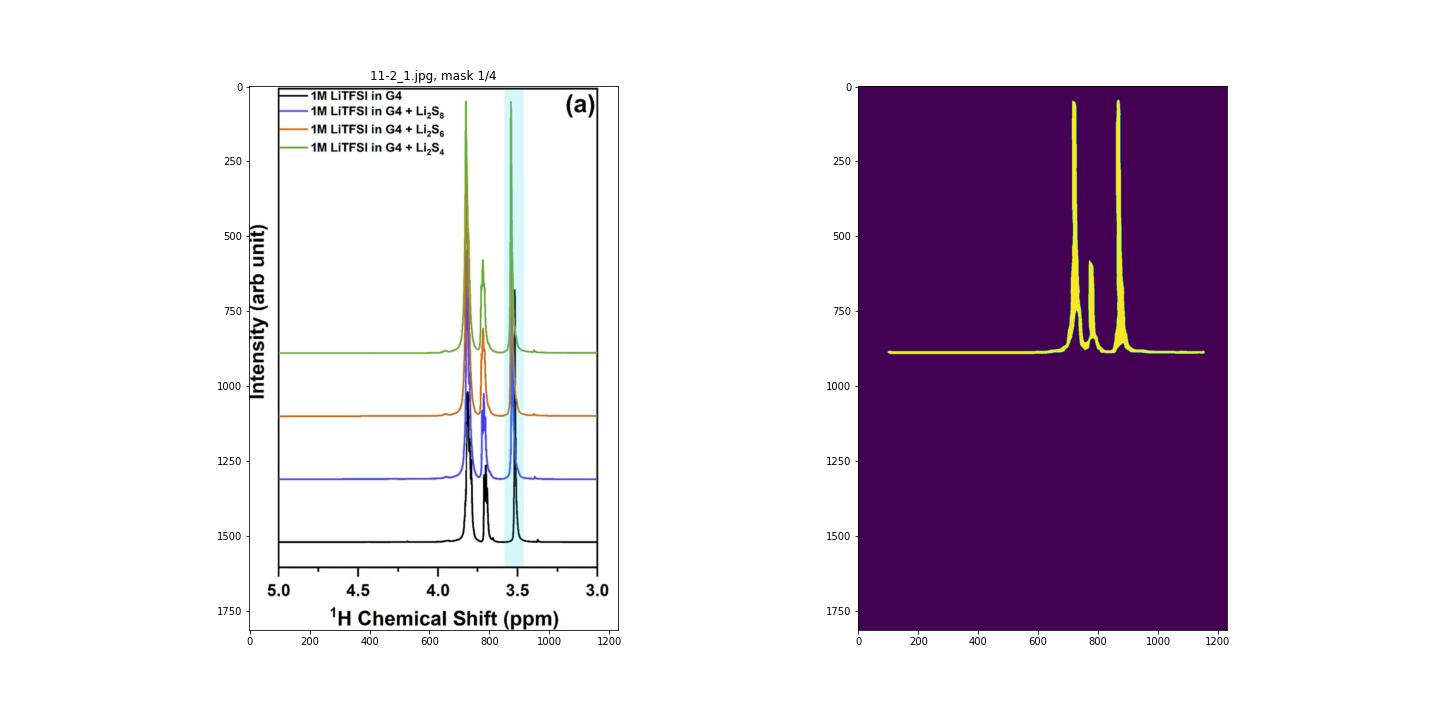 11-2_1.jpg, mask 1/4
1M LiTFSI in G4
1M LiTFSI in G4 + Li₂S₈
1M LiTFSI in G4 + Li₂S₆
1M LiTFSI in G4 + Li₂S₄
(a)
Intensity (arb unit)
5.0 4.5 4.0 3.5 3.0
¹H Chemical Shift (ppm)
0
250
500
750
1000
1250
1500
1750
0 200 400 600 800 1000 1200
0
250
500
750
1000
1250
1500
1750
0 200 400 600 800 1000 1200